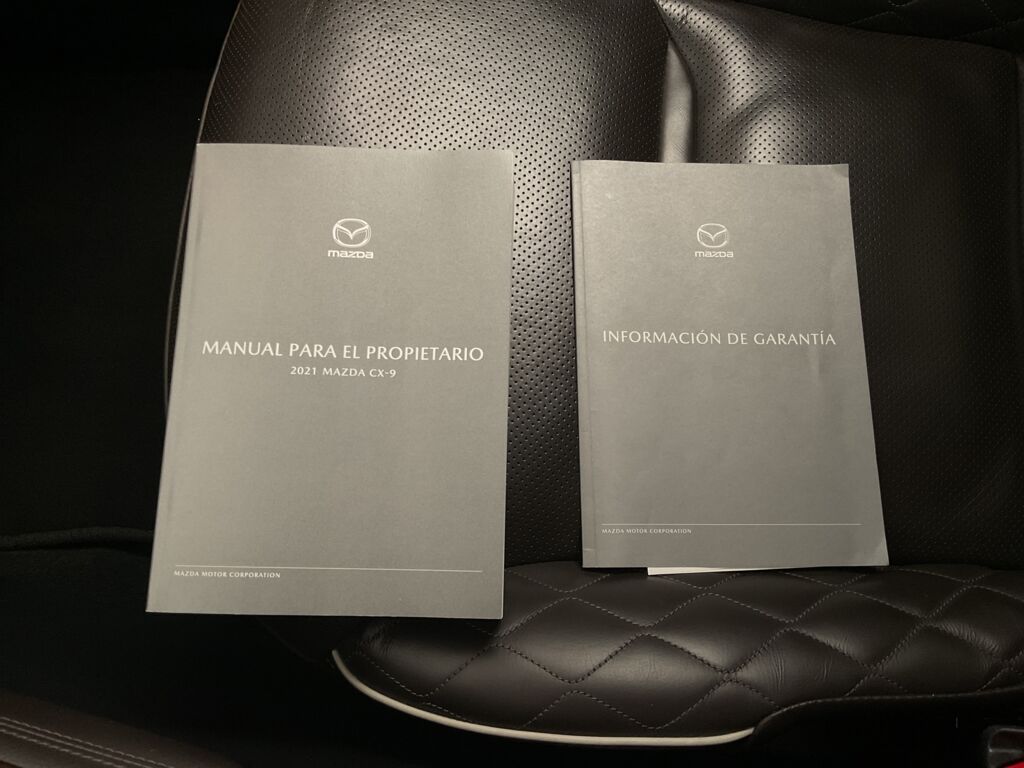 mazda
MANUAL PARA EL PROPIETARIO
2021 MAZDA CX-9
MAZDA MOTOR CORPORATION
mazda
INFORMACIÓN DE GARANTÍA
MAZDA MOTOR CORPORATION